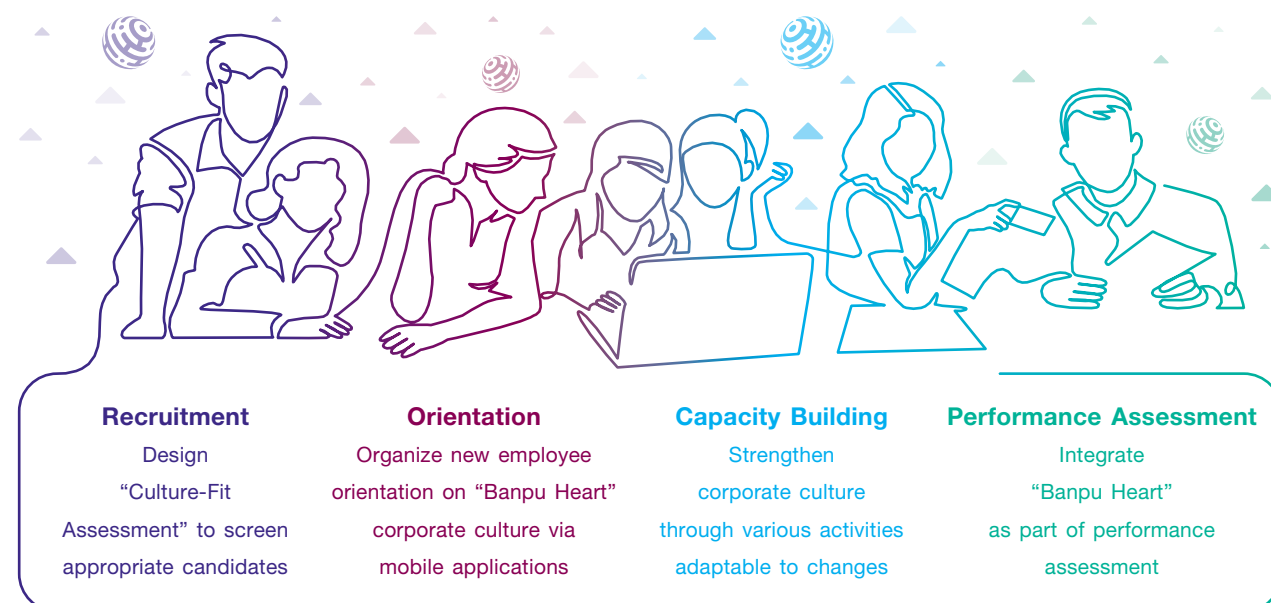 Recruitment
Design
“Culture-Fit
Assessment” to screen
appropriate candidates
Orientation
Organize new employee
orientation on “Banpu Heart”
corporate culture via
mobile applications
Capacity Building
Strengthen
corporate culture
through various activities
adaptable to changes
Performance Assessment
Integrate
“Banpu Heart”
as part of performance
assessment